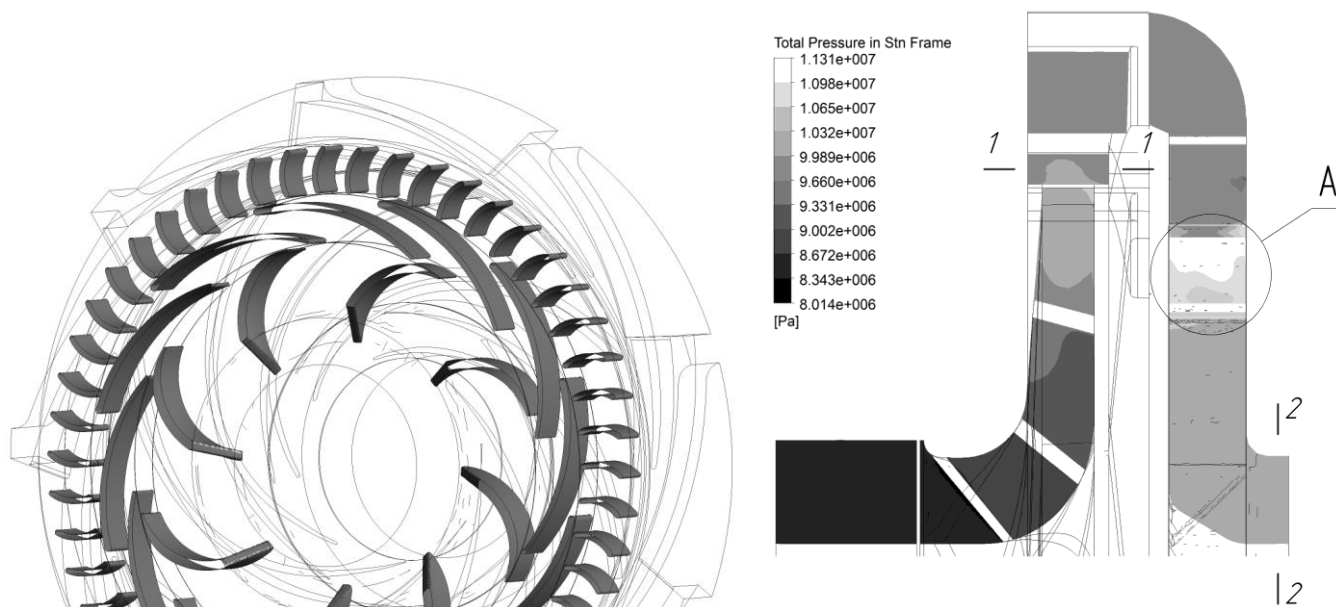 Total Pressure in Stn Frame
1.131e+007
1.098e+007
1.065e+007
1.032e+007
9.989e+006
9.660e+006
9.331e+006
9.002e+006
8.672e+006
8.343e+006
8.014e+006
[Pa]
1 1
A
2
2